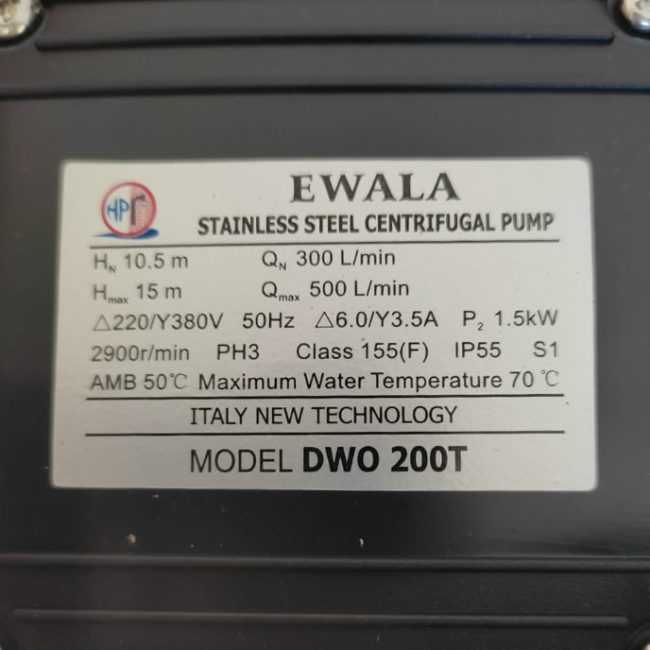 HP
EWALA
STAINLESS STEEL CENTRIFUGAL PUMP
HN 10.5 m QN 300 L/min
Hmax 15 m Qmax 500 L/min
△220/Y380V 50Hz △6.0/Y3.5A P2 1.5kW
2900r/min PH3 Class 155(F) IP55 S1
AMB 50℃ Maximum Water Temperature 70 ℃
ITALY NEW TECHNOLOGY
MODEL DWO 200T